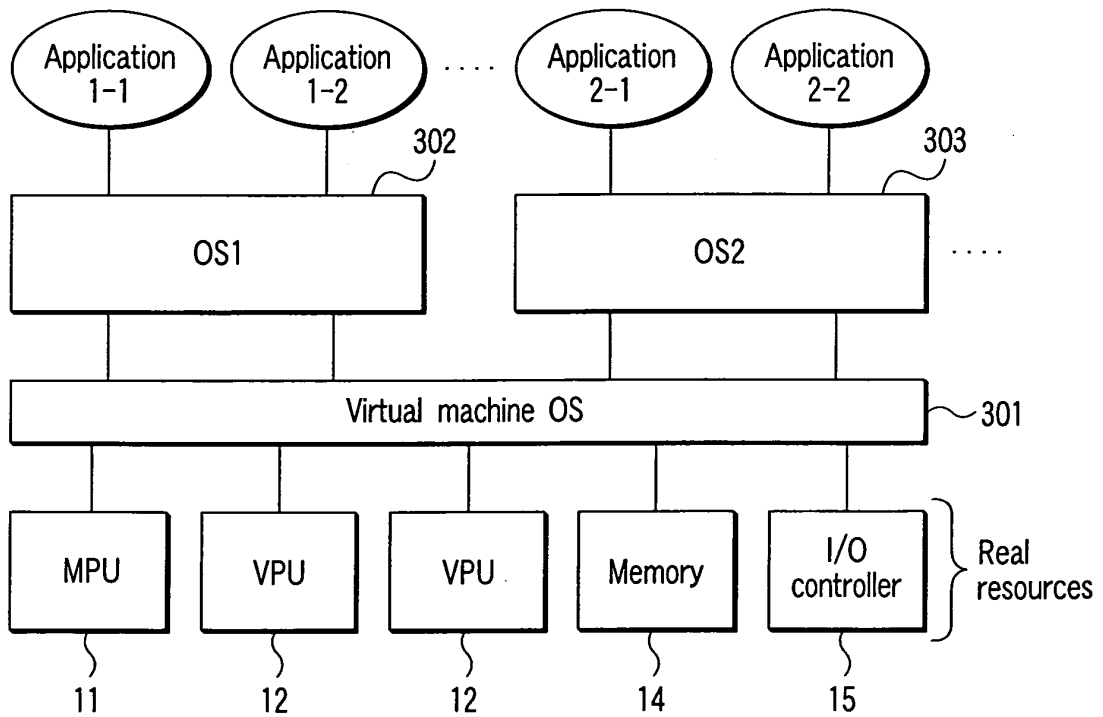 Application
1-1
Application
1-2
....
Application
2-1
Application
2-2
302
303
OS1
OS2
....
Virtual machine OS
301
MPU
VPU
VPU
Memory
I/O
controller
Real
resources
11
12
12
14
15